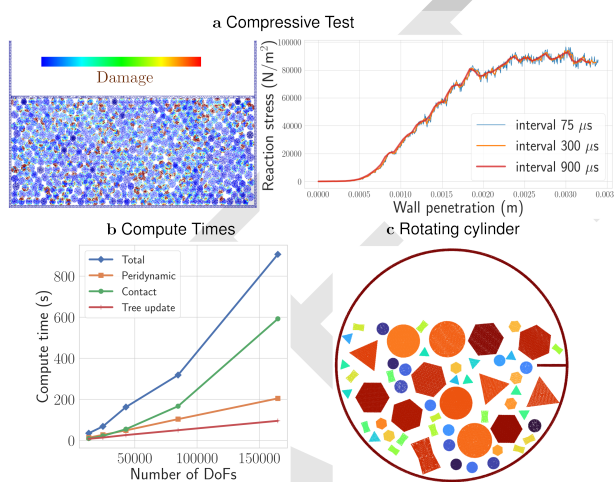 a Compressive Test
Damage
Reaction stress (N/m²)
100000
80000
60000
40000
20000
0
interval 75 μs
interval 300 μs
interval 900 μs
0.0000 0.0005 0.0010 0.0015 0.0020 0.0025 0.0030 0.0035
Wall penetration (m)
b Compute Times
Compute time (s)
800
600
400
200
0
Total
Peridynamic
Contact
Tree update
50000 100000 150000
Number of DoFs
c Rotating cylinder